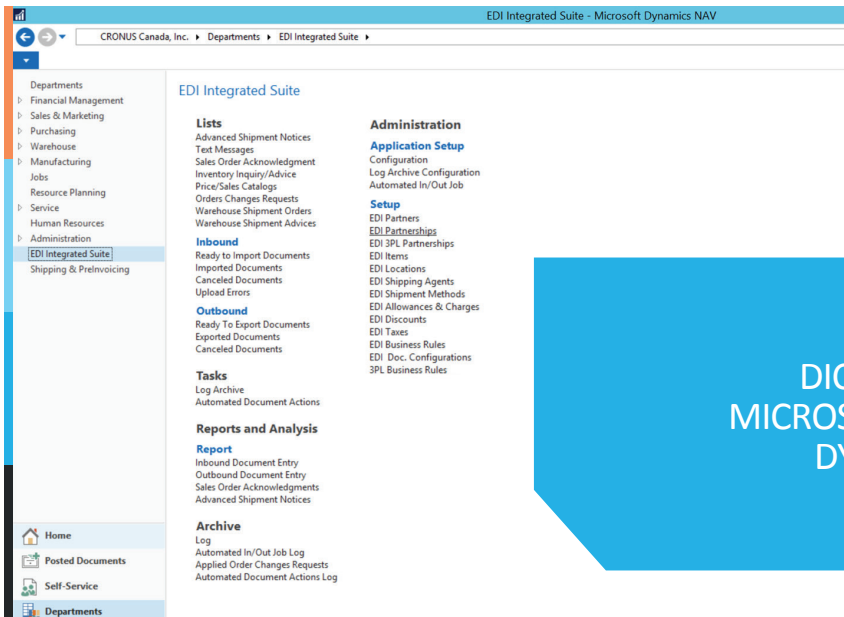 EDI Integrated Suite - Microsoft Dynamics NAV
CRONUS Canada, Inc. ▸ Departments ▸ EDI Integrated Suite ▸
Departments
Financial Management
Sales & Marketing
Purchasing
Warehouse
Manufacturing
Jobs
Resource Planning
Service
Human Resources
Administration
EDI Integrated Suite
Shipping & PreInvoicing
Home
Posted Documents
Self-Service
Departments
EDI Integrated Suite
Lists
Advanced Shipment Notices
Text Messages
Sales Order Acknowledgment
Inventory Inquiry/Advice
Price/Sales Catalogs
Orders Changes Requests
Warehouse Shipment Orders
Warehouse Shipment Advices
Inbound
Ready to Import Documents
Imported Documents
Canceled Documents
Upload Errors
Outbound
Ready To Export Documents
Exported Documents
Canceled Documents
Tasks
Log Archive
Automated Document Actions
Reports and Analysis
Report
Inbound Document Entry
Outbound Document Entry
Sales Order Acknowledgments
Advanced Shipment Notices
Archive
Log
Automated In/Out Job Log
Applied Order Changes Requests
Automated Document Actions Log
Administration
Application Setup
Configuration
Log Archive Configuration
Automated In/Out Job
Setup
EDI Partners
EDI Partnerships
EDI 3PL Partnerships
EDI Items
EDI Locations
EDI Shipping Agents
EDI Shipment Methods
EDI Allowances & Charges
EDI Discounts
EDI Taxes
EDI Business Rules
EDI Doc. Configurations
3PL Business Rules